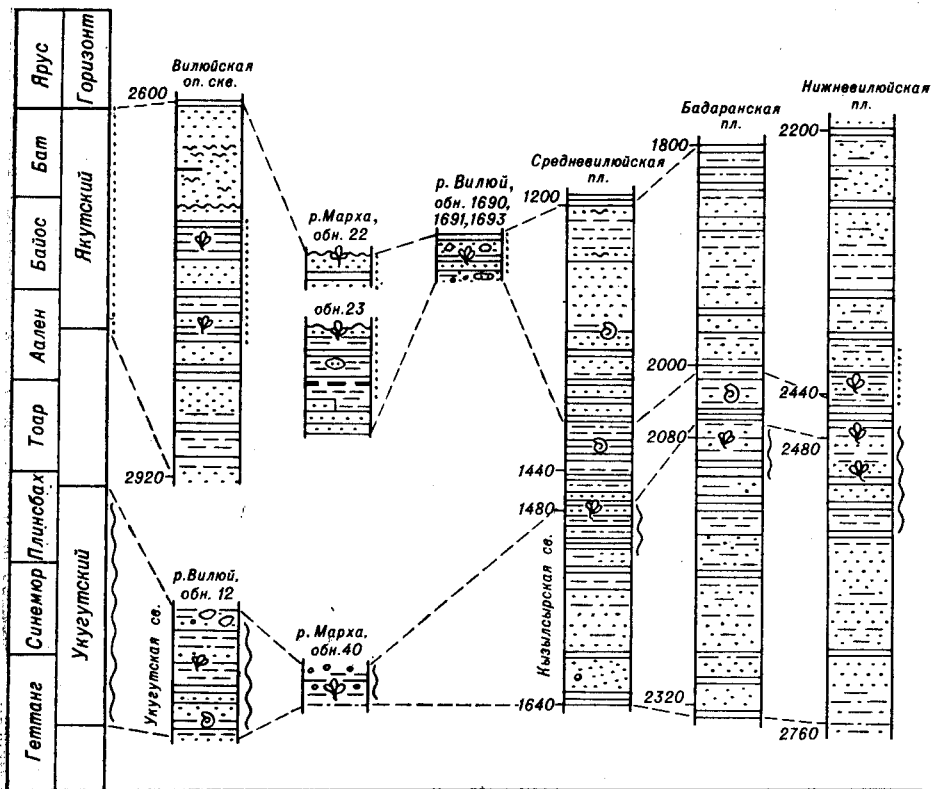 Ярус
Горизонт
Бат
Байос
Аален
Тоар
Плинсбах
Синемюр
Геттанг
Якутский
Укугутский
Вилюйская
оп. скв.
2600
2920
р. Марха,
обн. 22
обн. 23
р. Вилюй,
обн. 1690,
1691, 1693
Средневилюйская
пл.
1200
1440
1480
1640
Кызылсырская св.
Бадаранская
пл.
1800
2000
2080
2320
Нижневилюйская
пл.
2200
2440
2480
2760
р. Вилюй,
обн. 12
Укугутская св.
р. Марха,
обн. 40